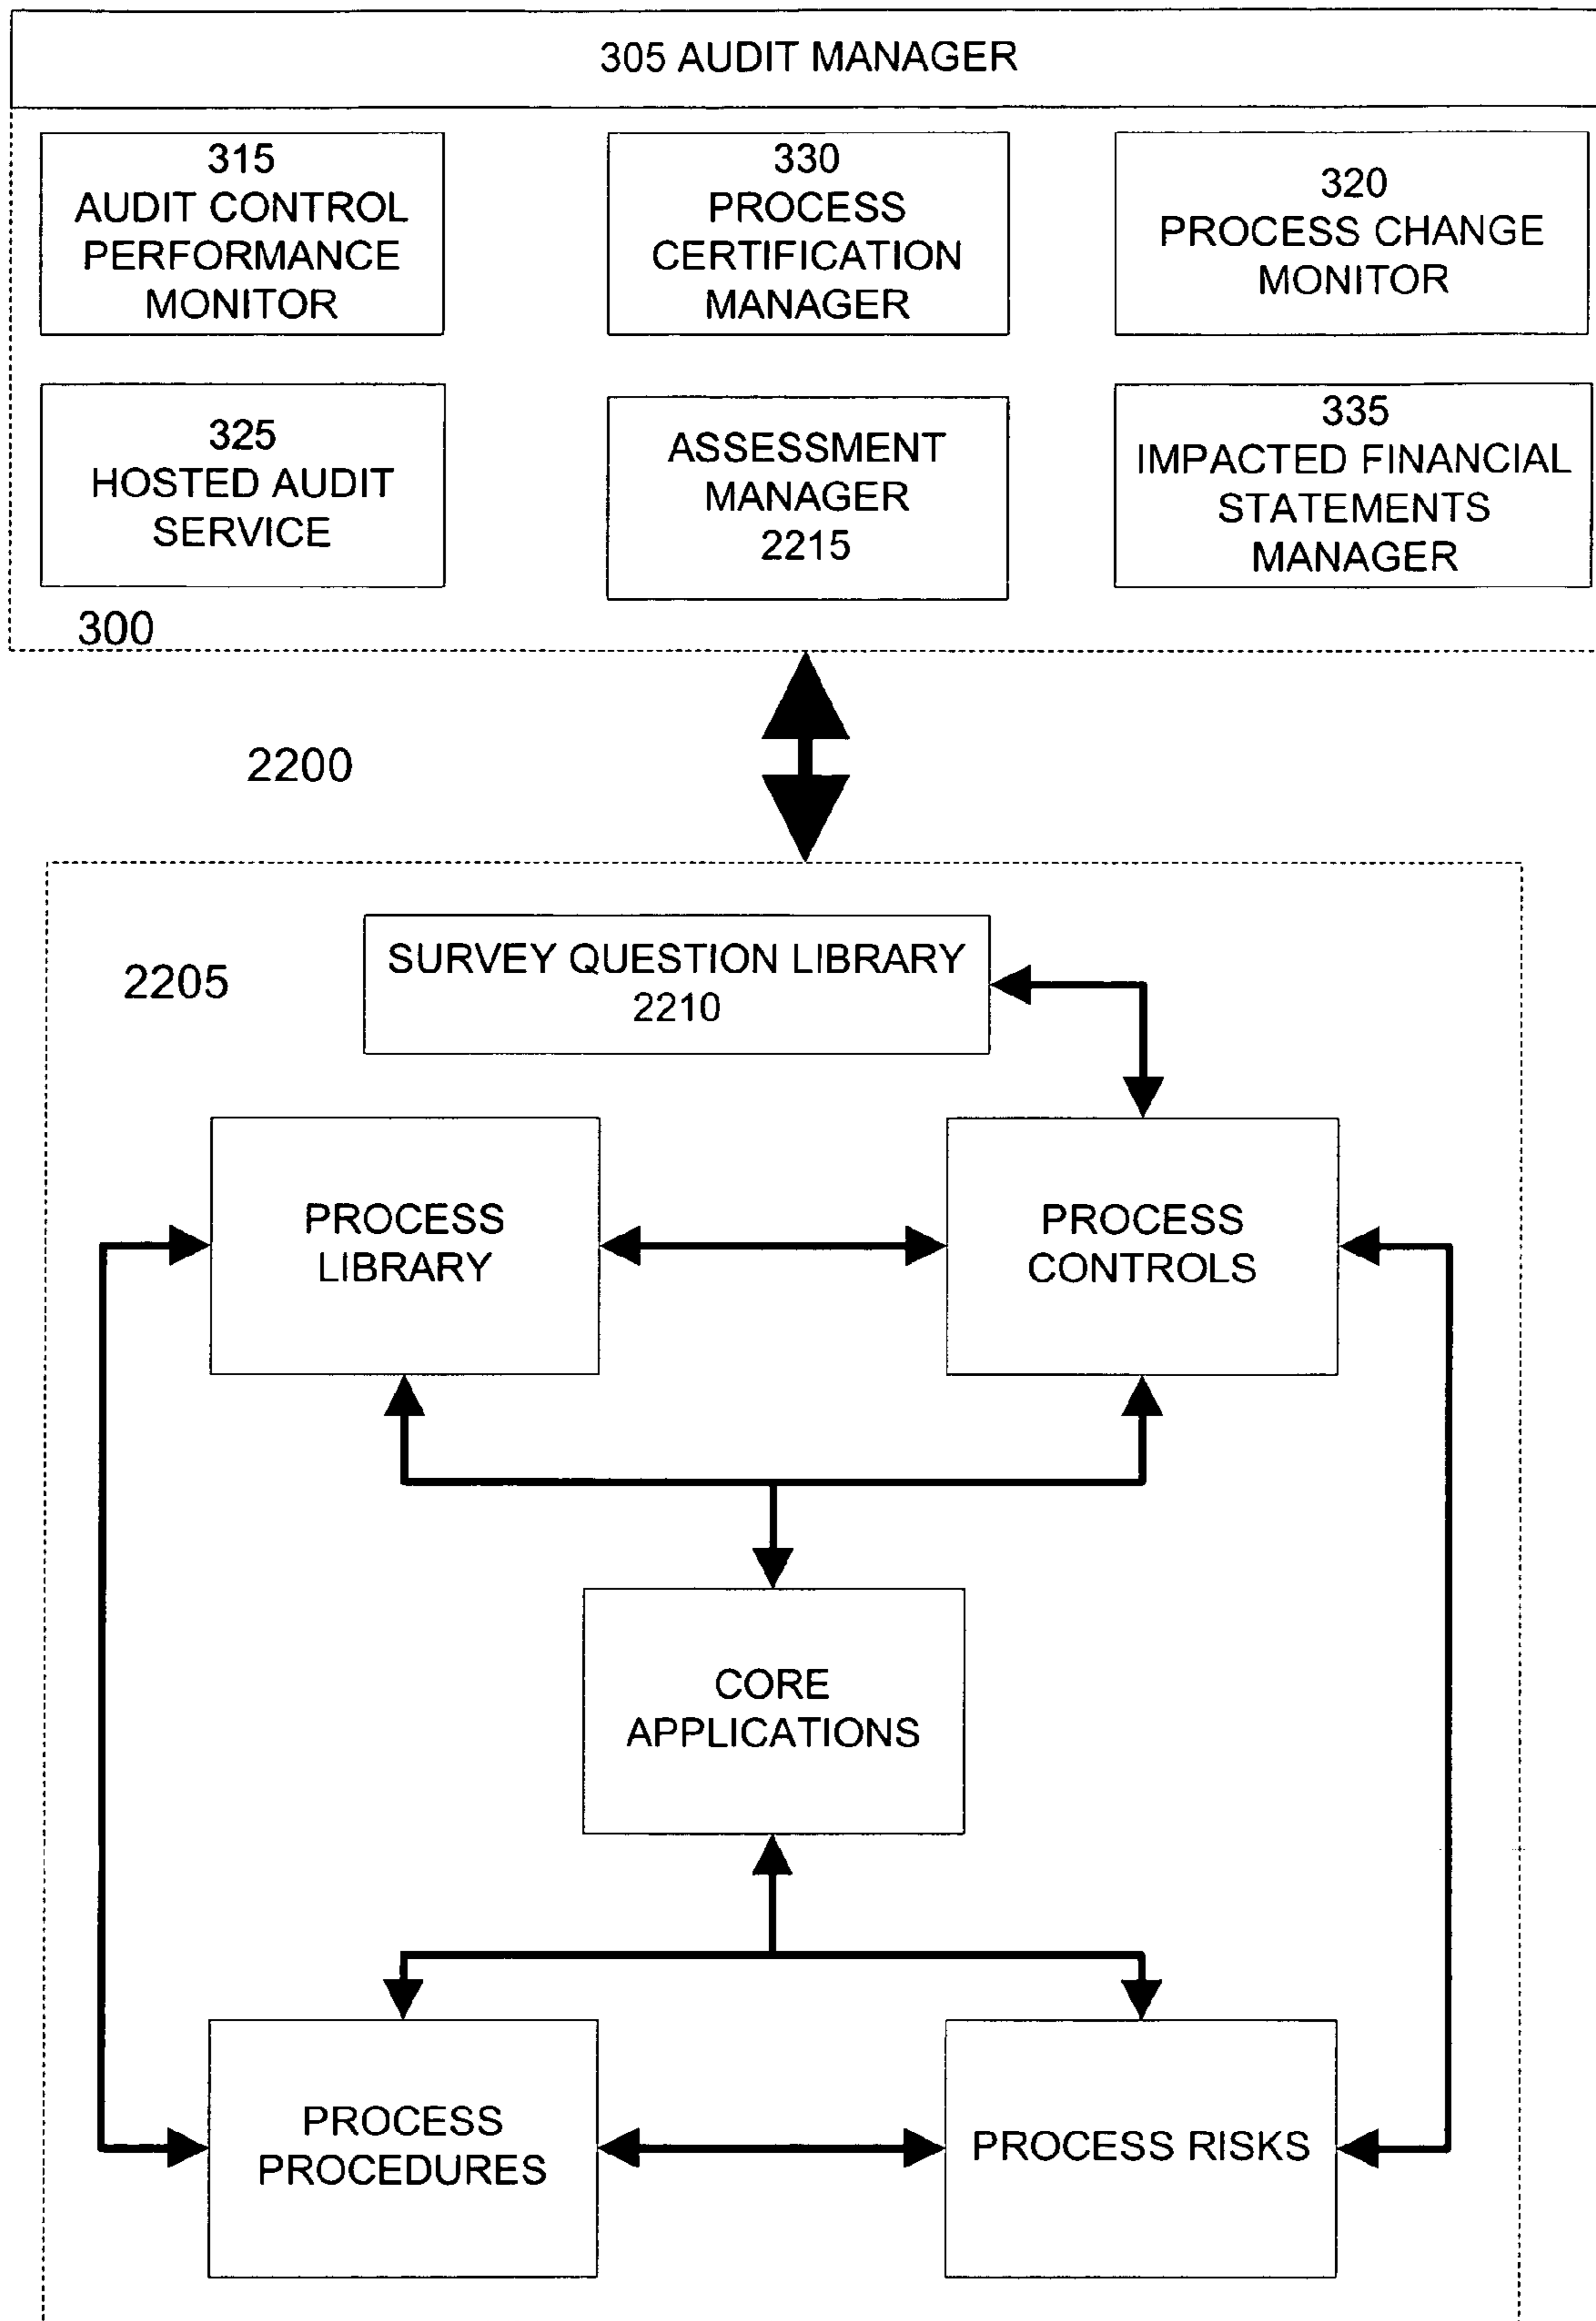 305 AUDIT MANAGER
315
AUDIT CONTROL
PERFORMANCE
MONITOR
330
PROCESS
CERTIFICATION
MANAGER
320
PROCESS CHANGE
MONITOR
325
HOSTED AUDIT
SERVICE
ASSESSMENT
MANAGER
2215
335
IMPACTED FINANCIAL
STATEMENTS
MANAGER
300
2200
2205
SURVEY QUESTION LIBRARY
2210
PROCESS
LIBRARY
PROCESS
CONTROLS
CORE
APPLICATIONS
PROCESS
PROCEDURES
PROCESS RISKS